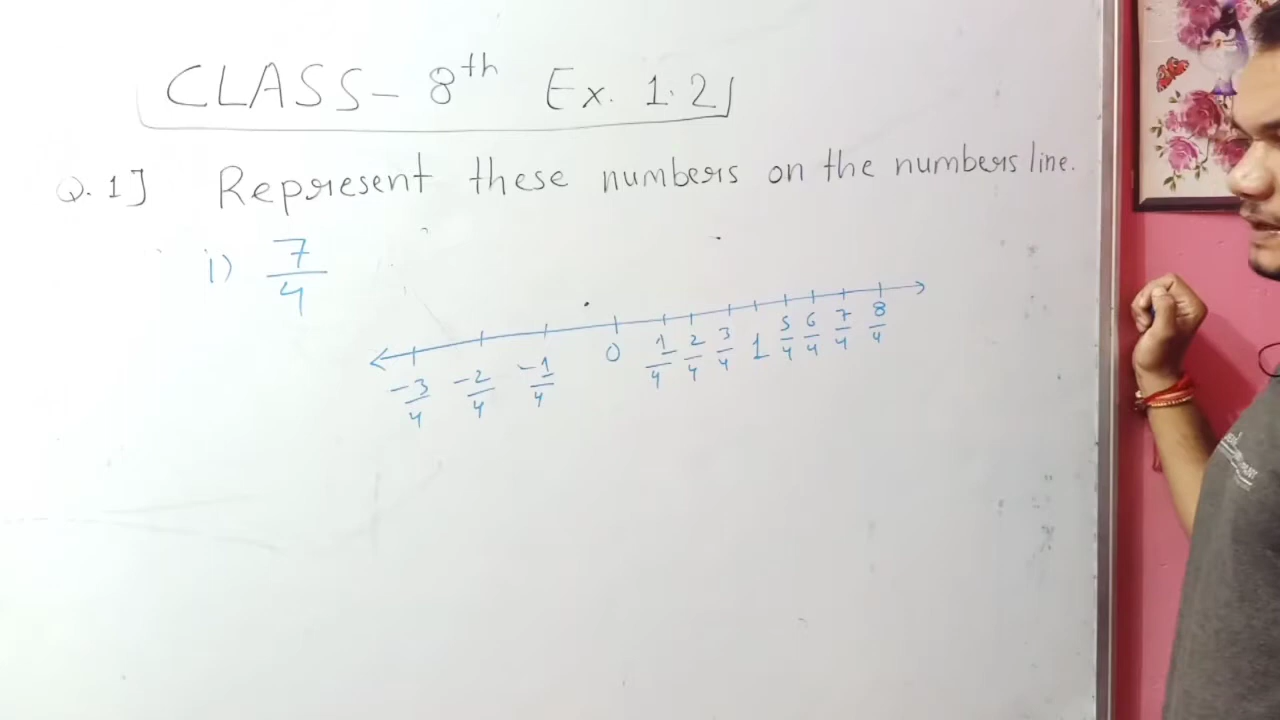 CLASS- 8th Ex. 1.2
Q.1] Represent these numbers on the numbers line.
i) 7/4
-3/4 -2/4 -1/4 0 1/4 2/4 3/4 1 5/4 6/4 7/4 8/4